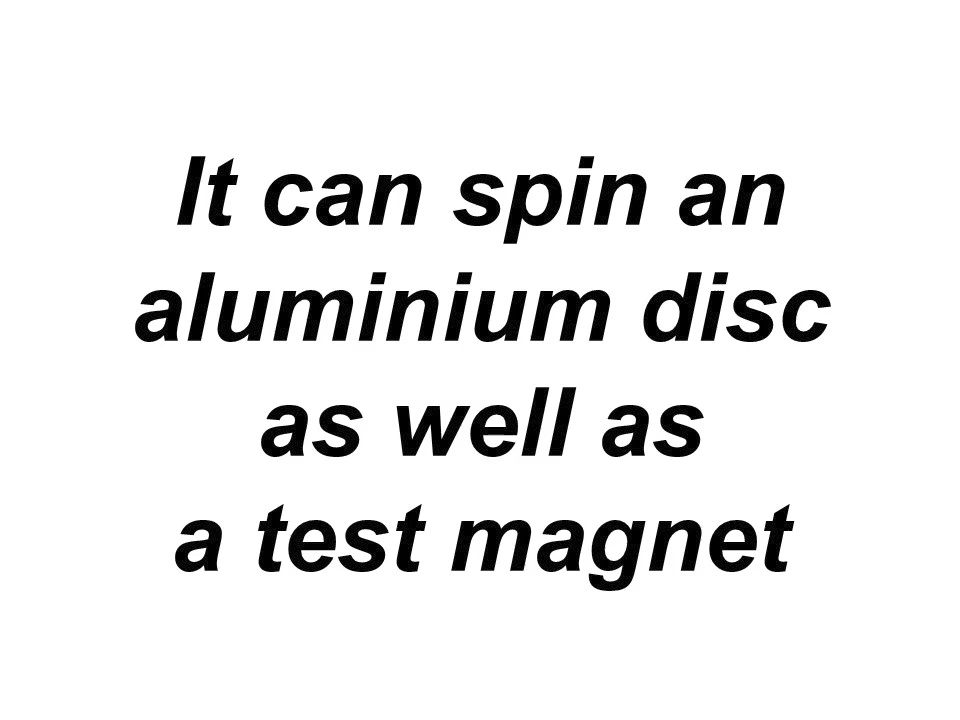 It can spin an
aluminium disc
as well as
a test magnet